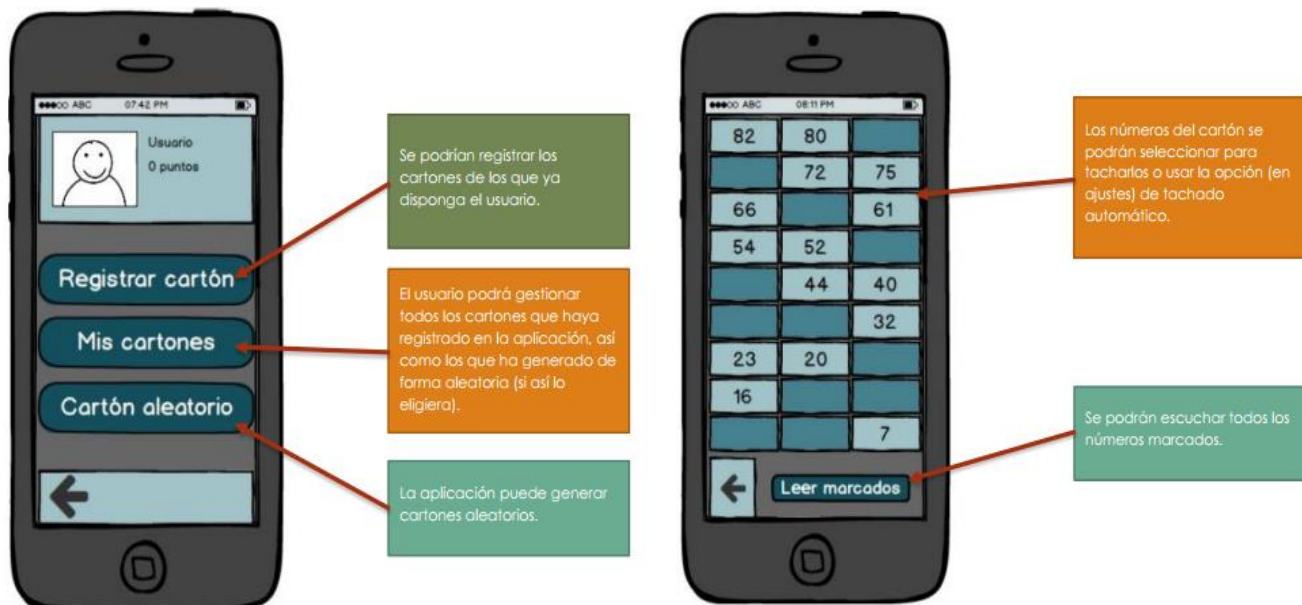 ●●●○○ ABC 07:42 PM
Usuario
0 puntos
Registrar cartón
Mis cartones
Cartón aleatorio
Se podrían registrar los
cartones de los que ya
disponga el usuario.
El usuario podrá gestionar
todos los cartones que haya
registrado en la aplicación, así
como los que ha generado de
forma aleatoria (si así lo
eligiera).
La aplicación puede generar
cartones aleatorios.
●●●○○ ABC 08:11 PM
82 80
72 75
66 61
54 52
44 40
32
23 20
16
7
Leer marcados
Los números del cartón se
podrán seleccionar para
tacharlos o usar la opción (en
ajustes) de tachado
automático.
Se podrán escuchar todos los
números marcados.